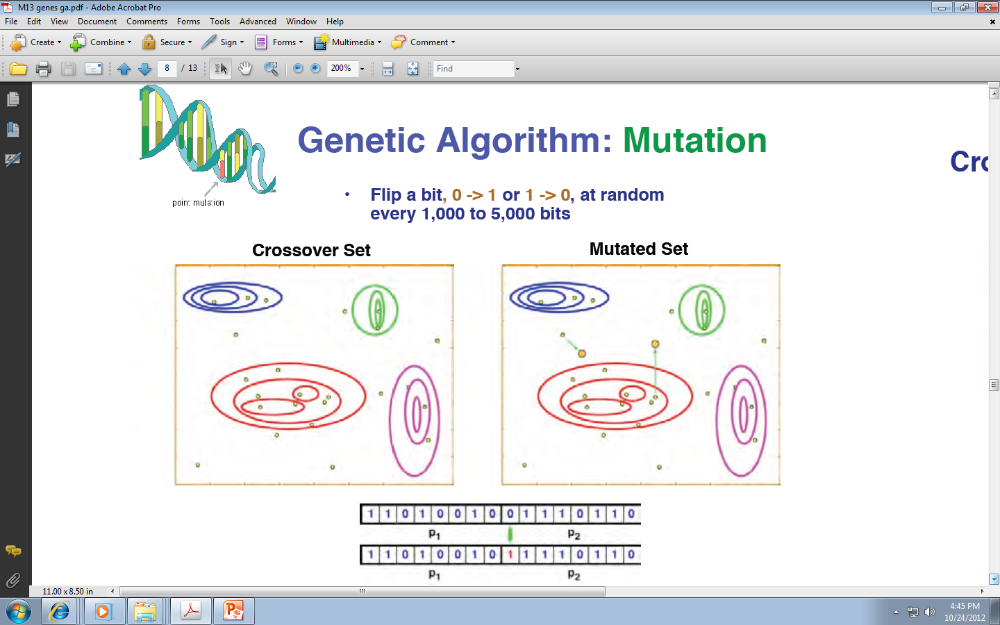 M13 genes ga.pdf - Adobe Acrobat Pro
File Edit View Document Comments Forms Tools Advanced Window Help
Create Combine Secure Sign Forms Multimedia Comment
8 / 13 200% Find
Genetic Algorithm: Mutation
Cro
point mutation
• Flip a bit, 0 -> 1 or 1 -> 0, at random
every 1,000 to 5,000 bits
Crossover Set
Mutated Set
1 1 0 1 0 0 1 0 0 1 1 1 0 1 1 0
p1 p2
1 1 0 1 0 0 1 0 1 1 1 1 0 1 1 0
p1 p2
11.00 x 8.50 in
4:45 PM
10/24/2012